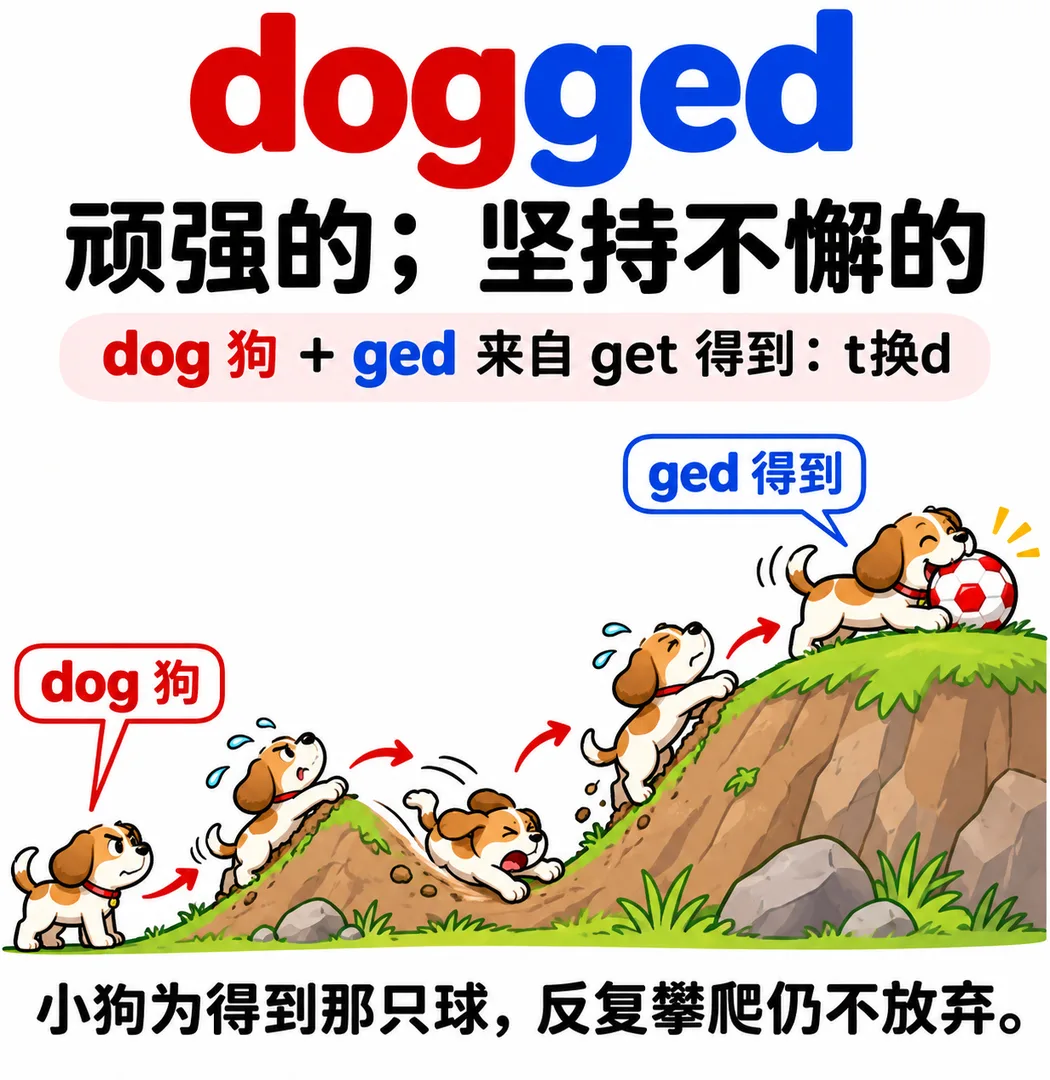 dogged
顽强的；坚持不懈的
dog 狗 + ged 来自 get 得到：t换d
ged 得到
dog 狗
小狗为得到那只球，反复攀爬仍不放弃。